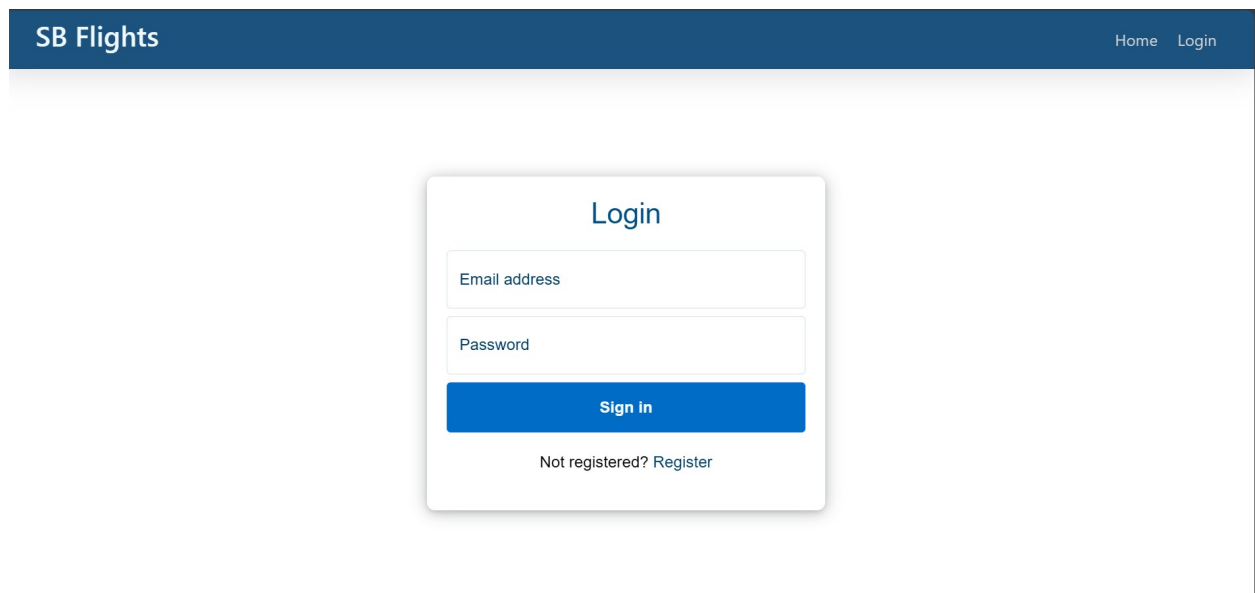 SB Flights
Home Login
Login
Email address
Password
Sign in
Not registered? Register